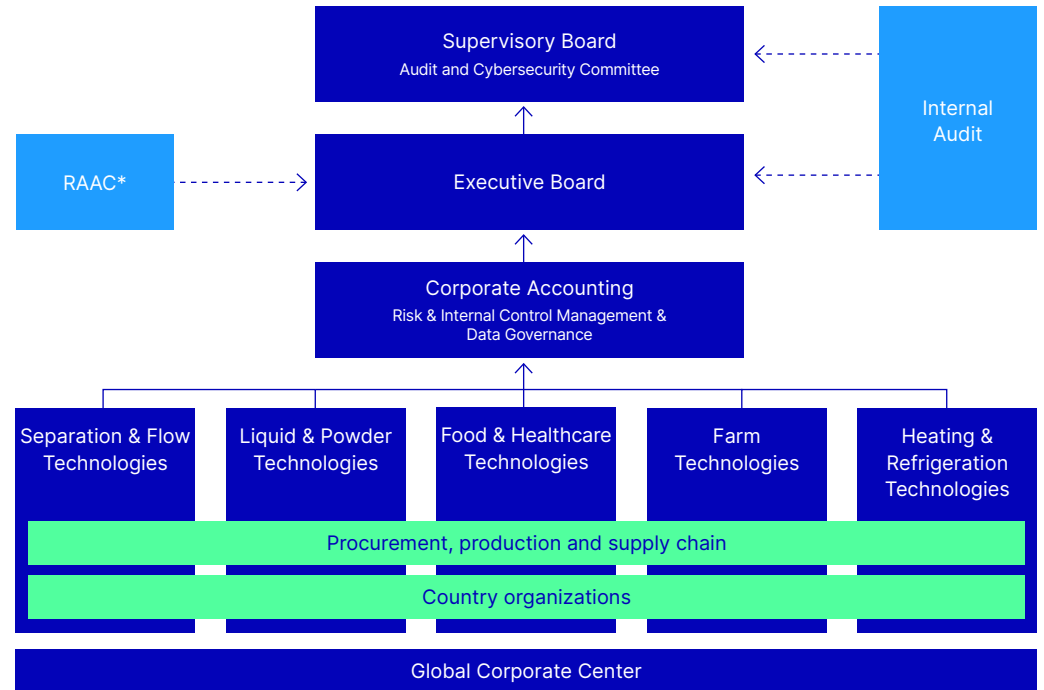 Supervisory Board
Audit and Cybersecurity Committee
Internal
Audit
RAAC*
Executive Board
Corporate Accounting
Risk & Internal Control Management &
Data Governance
Separation & Flow
Technologies
Liquid & Powder
Technologies
Food & Healthcare
Technologies
Farm
Technologies
Heating &
Refrigeration
Technologies
Procurement, production and supply chain
Country organizations
Global Corporate Center